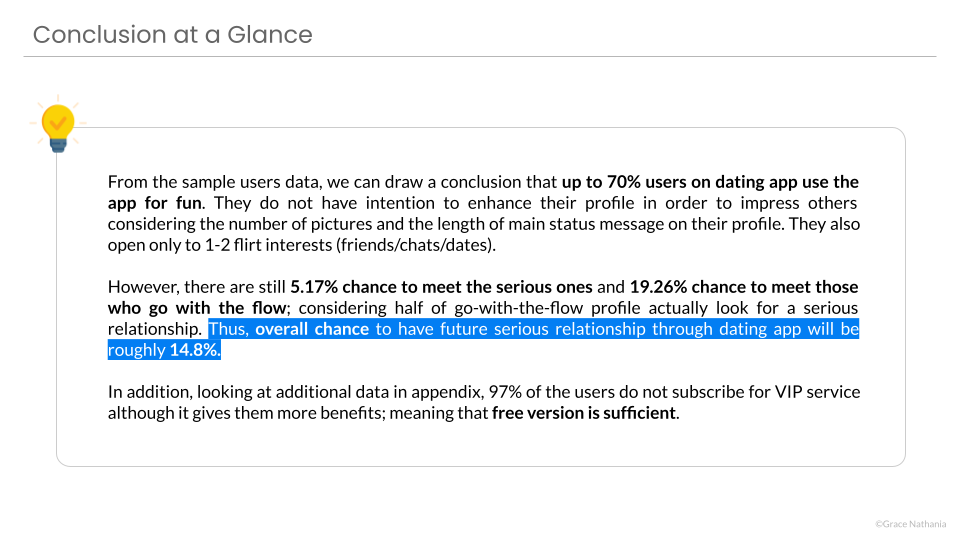 Conclusion at a Glance
From the sample users data, we can draw a conclusion that up to 70% users on dating app use the
app for fun. They do not have intention to enhance their profile in order to impress others
considering the number of pictures and the length of main status message on their profile. They also
open only to 1-2 flirt interests (friends/chats/dates).
However, there are still 5.17% chance to meet the serious ones and 19.26% chance to meet those
who go with the flow; considering half of go-with-the-flow profile actually look for a serious
relationship. Thus, overall chance to have future serious relationship through dating app will be
roughly 14.8%.
In addition, looking at additional data in appendix, 97% of the users do not subscribe for VIP service
although it gives them more benefits; meaning that free version is sufficient.
©Grace Nathania